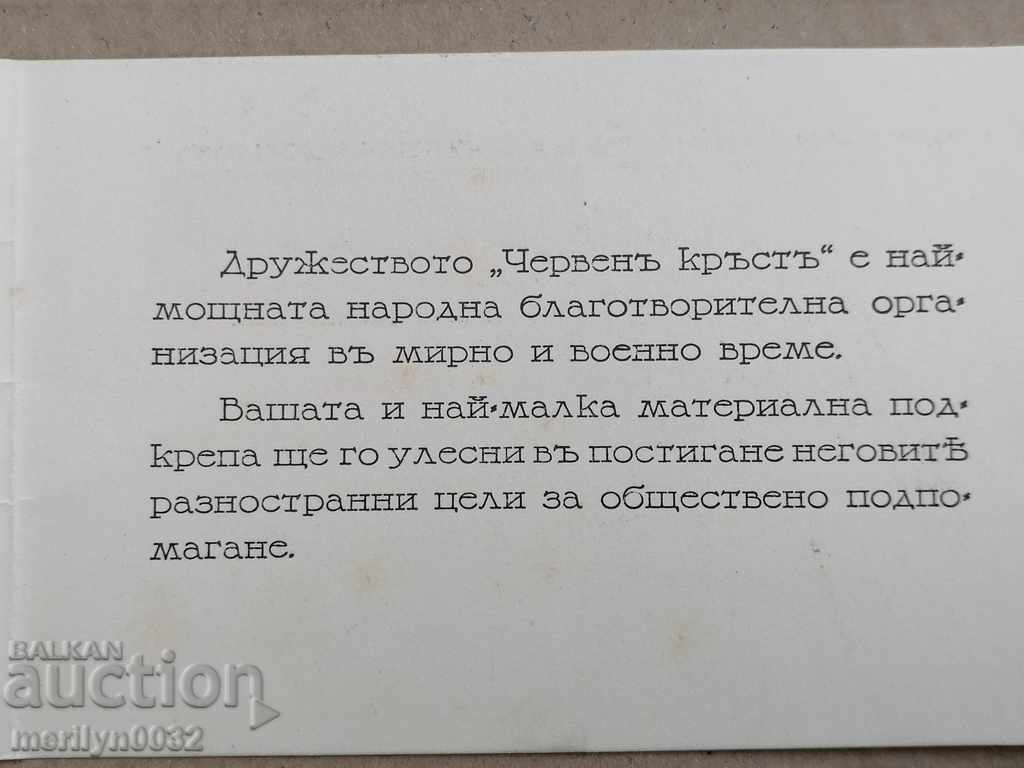 Дружеството „Червенъ кръстъ“ е най-
мощната народна благотворителна орга-
низация въ мирно и военно време.
Вашата и най-малка материална под-
крепа ще го улесни въ постигане неговитѣ
разностранни цели за обществено подпо-
магане.
BALKAN
auction
merilyn0032